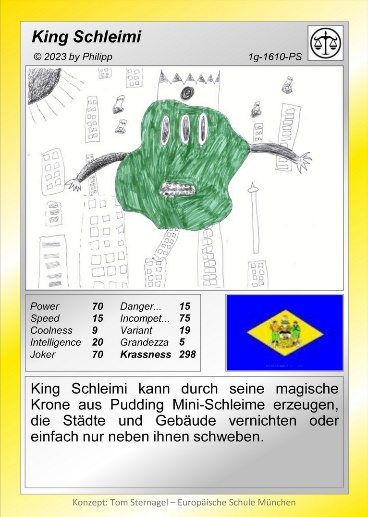 King Schleimi
© 2023 by Philipp 1g-1610-PS
Power 70 Danger... 15
Speed 15 Incompet... 75
Coolness 9 Variant 19
Intelligence 20 Grandezza 5
Joker 70 Krassness 298
King Schleimi kann durch seine magische
Krone aus Pudding Mini-Schleime erzeugen,
die Städte und Gebäude vernichten oder
einfach nur neben ihnen schweben.
Konzept: Tom Sternagel – Europäische Schule München